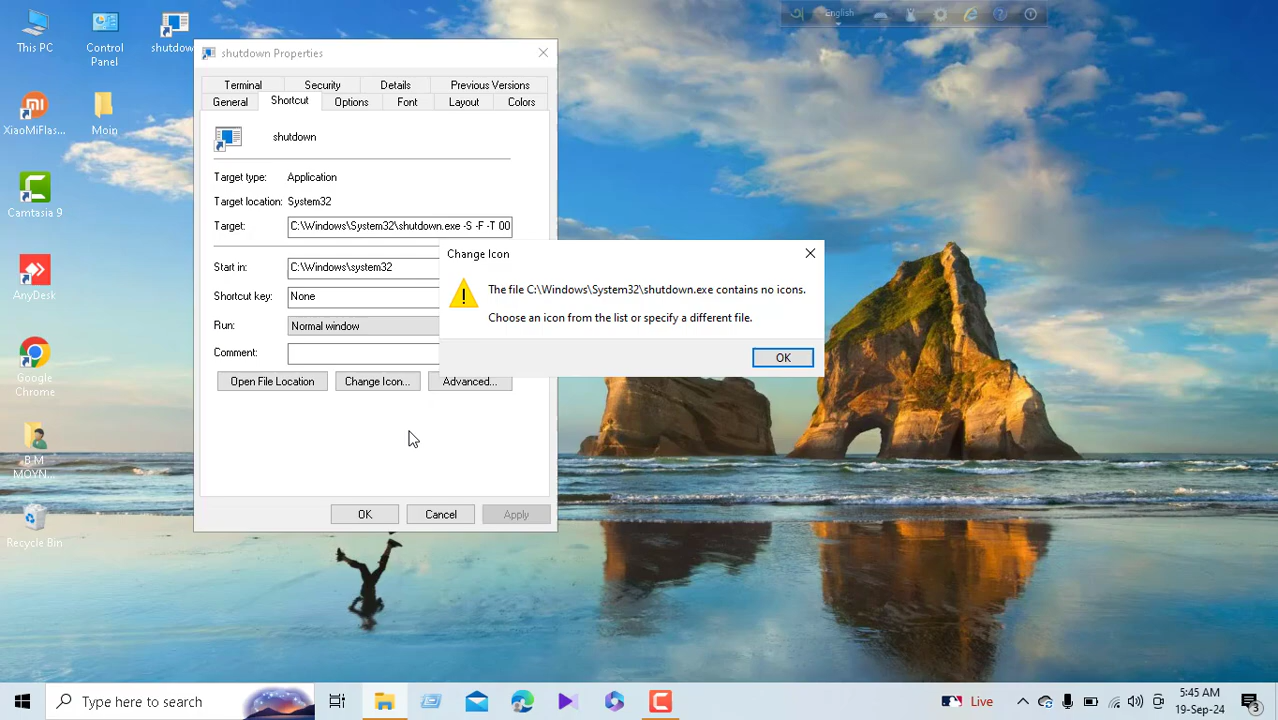 This PC
Control
Panel
shutdow
XiaoMiFlas...
Moin
Camtasia 9
AnyDesk
Google
Chrome
B M
MOYN...
Recycle Bin
English
shutdown Properties
Terminal
Security
Details
Previous Versions
General
Shortcut
Options
Font
Layout
Colors
shutdown
Target type: Application
Target location: System32
Target: C:\Windows\System32\shutdown.exe -S -F -T 00
Start in: C:\Windows\system32
Shortcut key: None
Run: Normal window
Comment:
Open File Location
Change Icon...
Advanced...
OK
Cancel
Apply
Change Icon
The file C:\Windows\System32\shutdown.exe contains no icons.
Choose an icon from the list or specify a different file.
OK
Type here to search
Live
5:45 AM
19-Sep-24
3